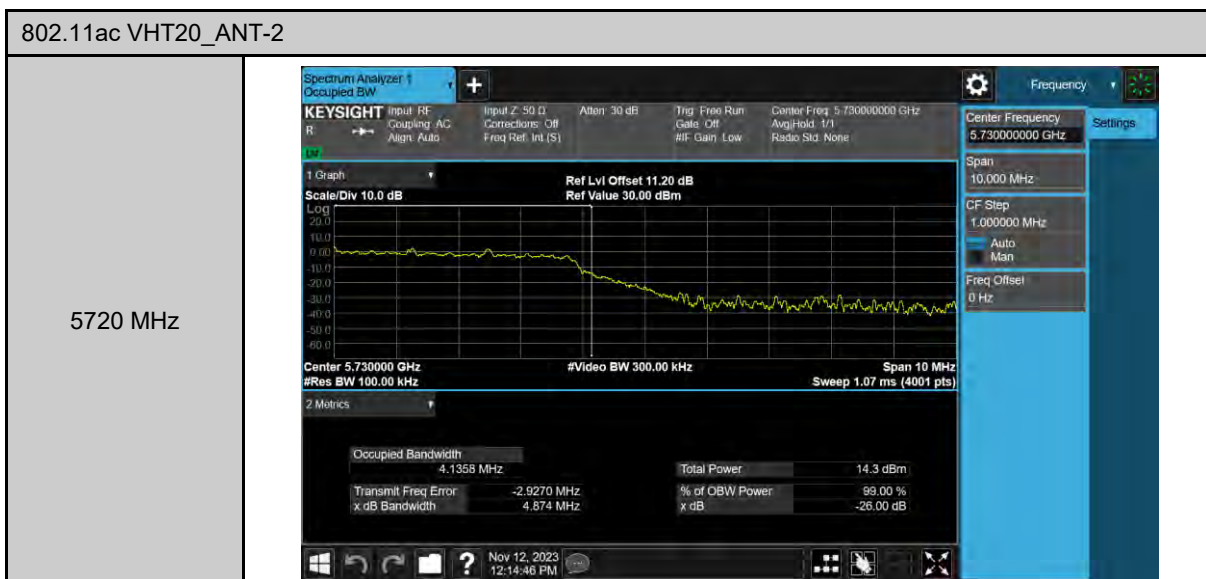 802.11ac VHT20_ANT-2
5720 MHz
Spectrum Analyzer 1
Occupied BW
+
Frequency
KEYSIGHT
R
Input: RF
Coupling: AC
Align: Auto
Input Z: 50 Ω
Corrections: Off
Freq Ref: Int (S)
Atten: 30 dB
Trig: Free Run
Gate: Off
#IF Gain: Low
Center Freq: 5.730000000 GHz
Avg|Hold: 1/1
Radio Std: None
1 Graph
Scale/Div 10.0 dB
Ref Lvl Offset 11.20 dB
Ref Value 30.00 dBm
Log
20.0
10.0
0.00
-10.0
-20.0
-30.0
-40.0
-50.0
-60.0
Center 5.730000 GHz
#Res BW 100.00 kHz
#Video BW 300.00 kHz
Span 10 MHz
Sweep 1.07 ms (4001 pts)
2 Metrics
Occupied Bandwidth
4.1358 MHz
Transmit Freq Error -2.9270 MHz
x dB Bandwidth 4.874 MHz
Total Power 14.3 dBm
% of OBW Power 99.00 %
x dB -26.00 dB
Center Frequency
5.730000000 GHz
Settings
Span
10.000 MHz
CF Step
1.000000 MHz
Auto
Man
Freq Offset
0 Hz
?
Nov 12, 2023
12:14:46 PM